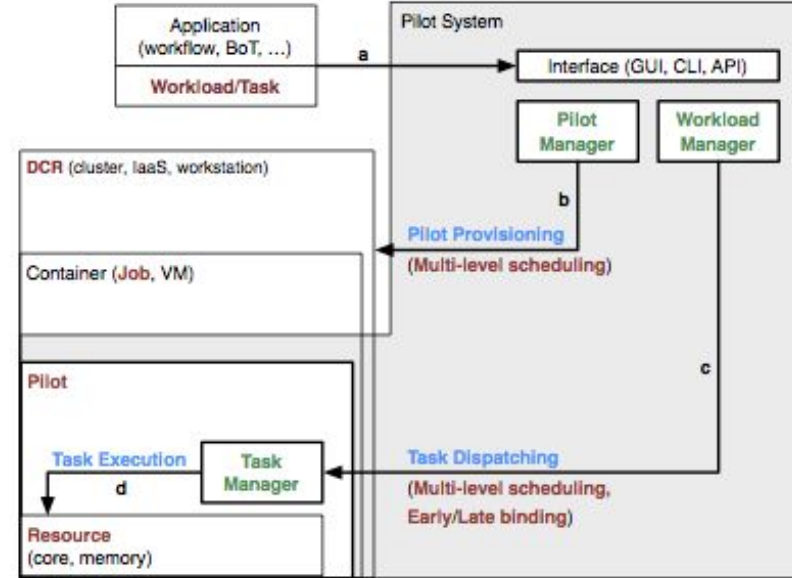 Application
(workflow, BoT, ...)
Workload/Task
a
Pilot System
Interface (GUI, CLI, API)
Pilot
Manager
Workload
Manager
DCR (cluster, IaaS, workstation)
b
Pilot Provisioning
(Multi-level scheduling)
Container (Job, VM)
c
Pilot
Task Execution
d
Task
Manager
Task Dispatching
(Multi-level scheduling,
Early/Late binding)
Resource
(core, memory)